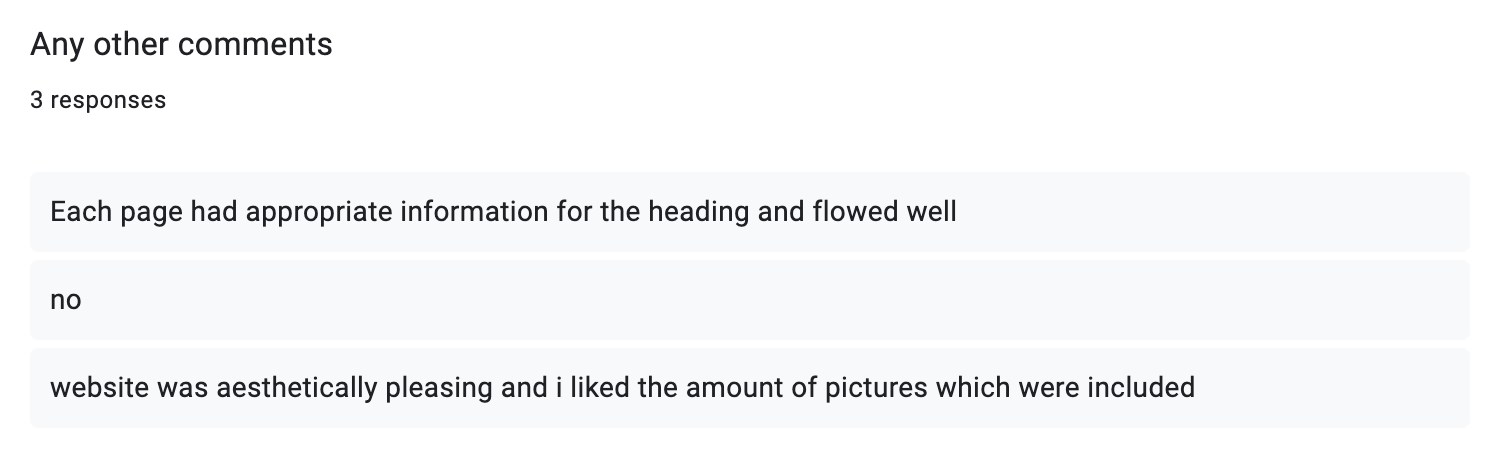 Any other comments
3 responses
Each page had appropriate information for the heading and flowed well
no
website was aesthetically pleasing and i liked the amount of pictures which were included